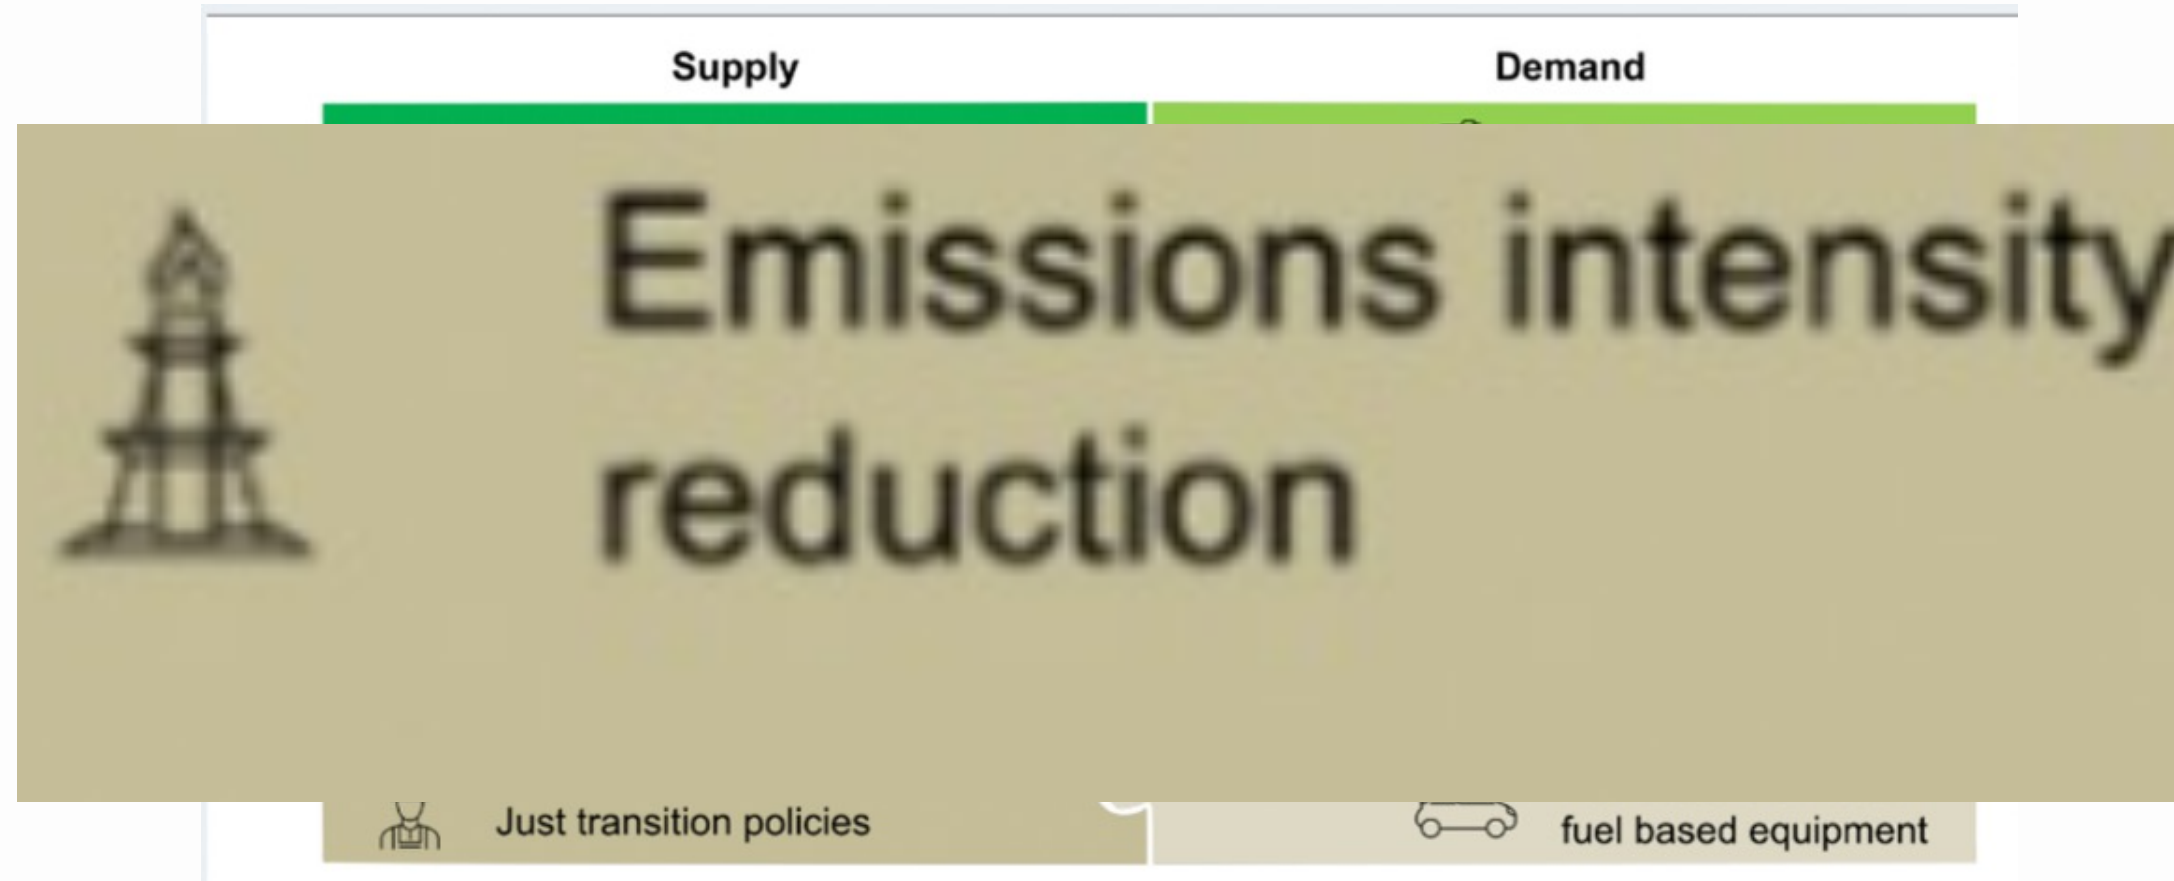 Supply
Demand
Emissions intensity
reduction
Just transition policies
fuel based equipment